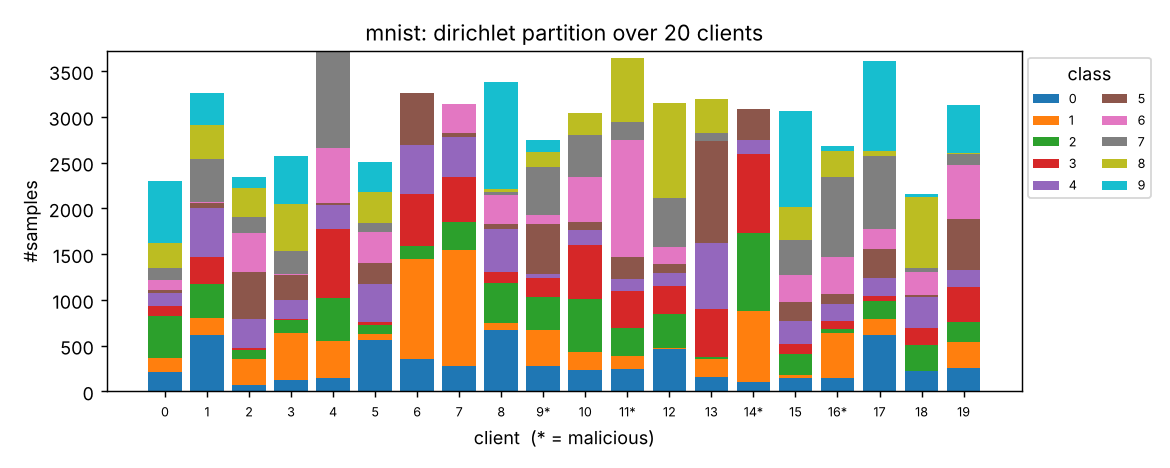 mnist: dirichlet partition over 20 clients
#samples
3500
3000
2500
2000
1500
1000
500
0
0 1 2 3 4 5 6 7 8 9* 10 11* 12 13 14* 15 16* 17 18 19
client (* = malicious)
class
0 5
1 6
2 7
3 8
4 9